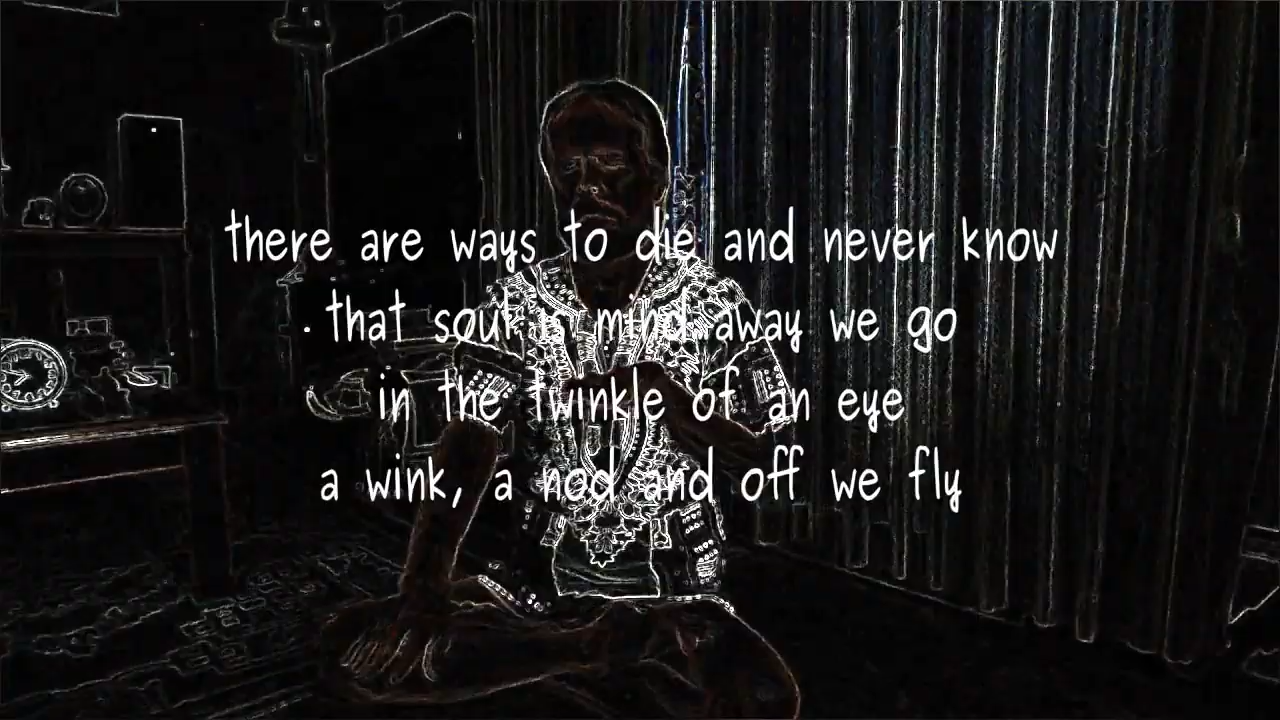 there are ways to die and never know
that soul is mind away we go
in the twinkle of an eye
a wink, a nod and off we fly